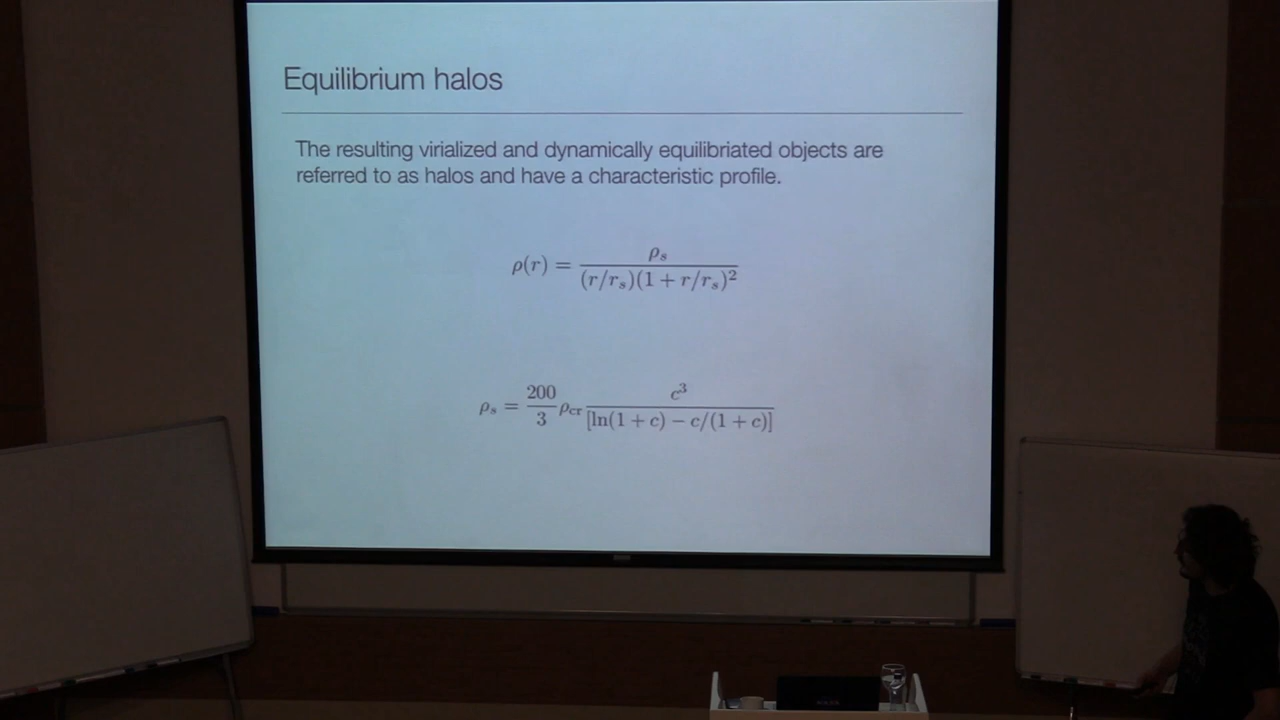 Equilibrium halos
The resulting virialized and dynamically equilibriated objects are
referred to as halos and have a characteristic profile.
ρ(r) = ρ_s / (r/r_s)(1 + r/r_s)²
ρ_s = 200/3 ρ_cr c³ / [ln(1 + c) − c/(1 + c)]